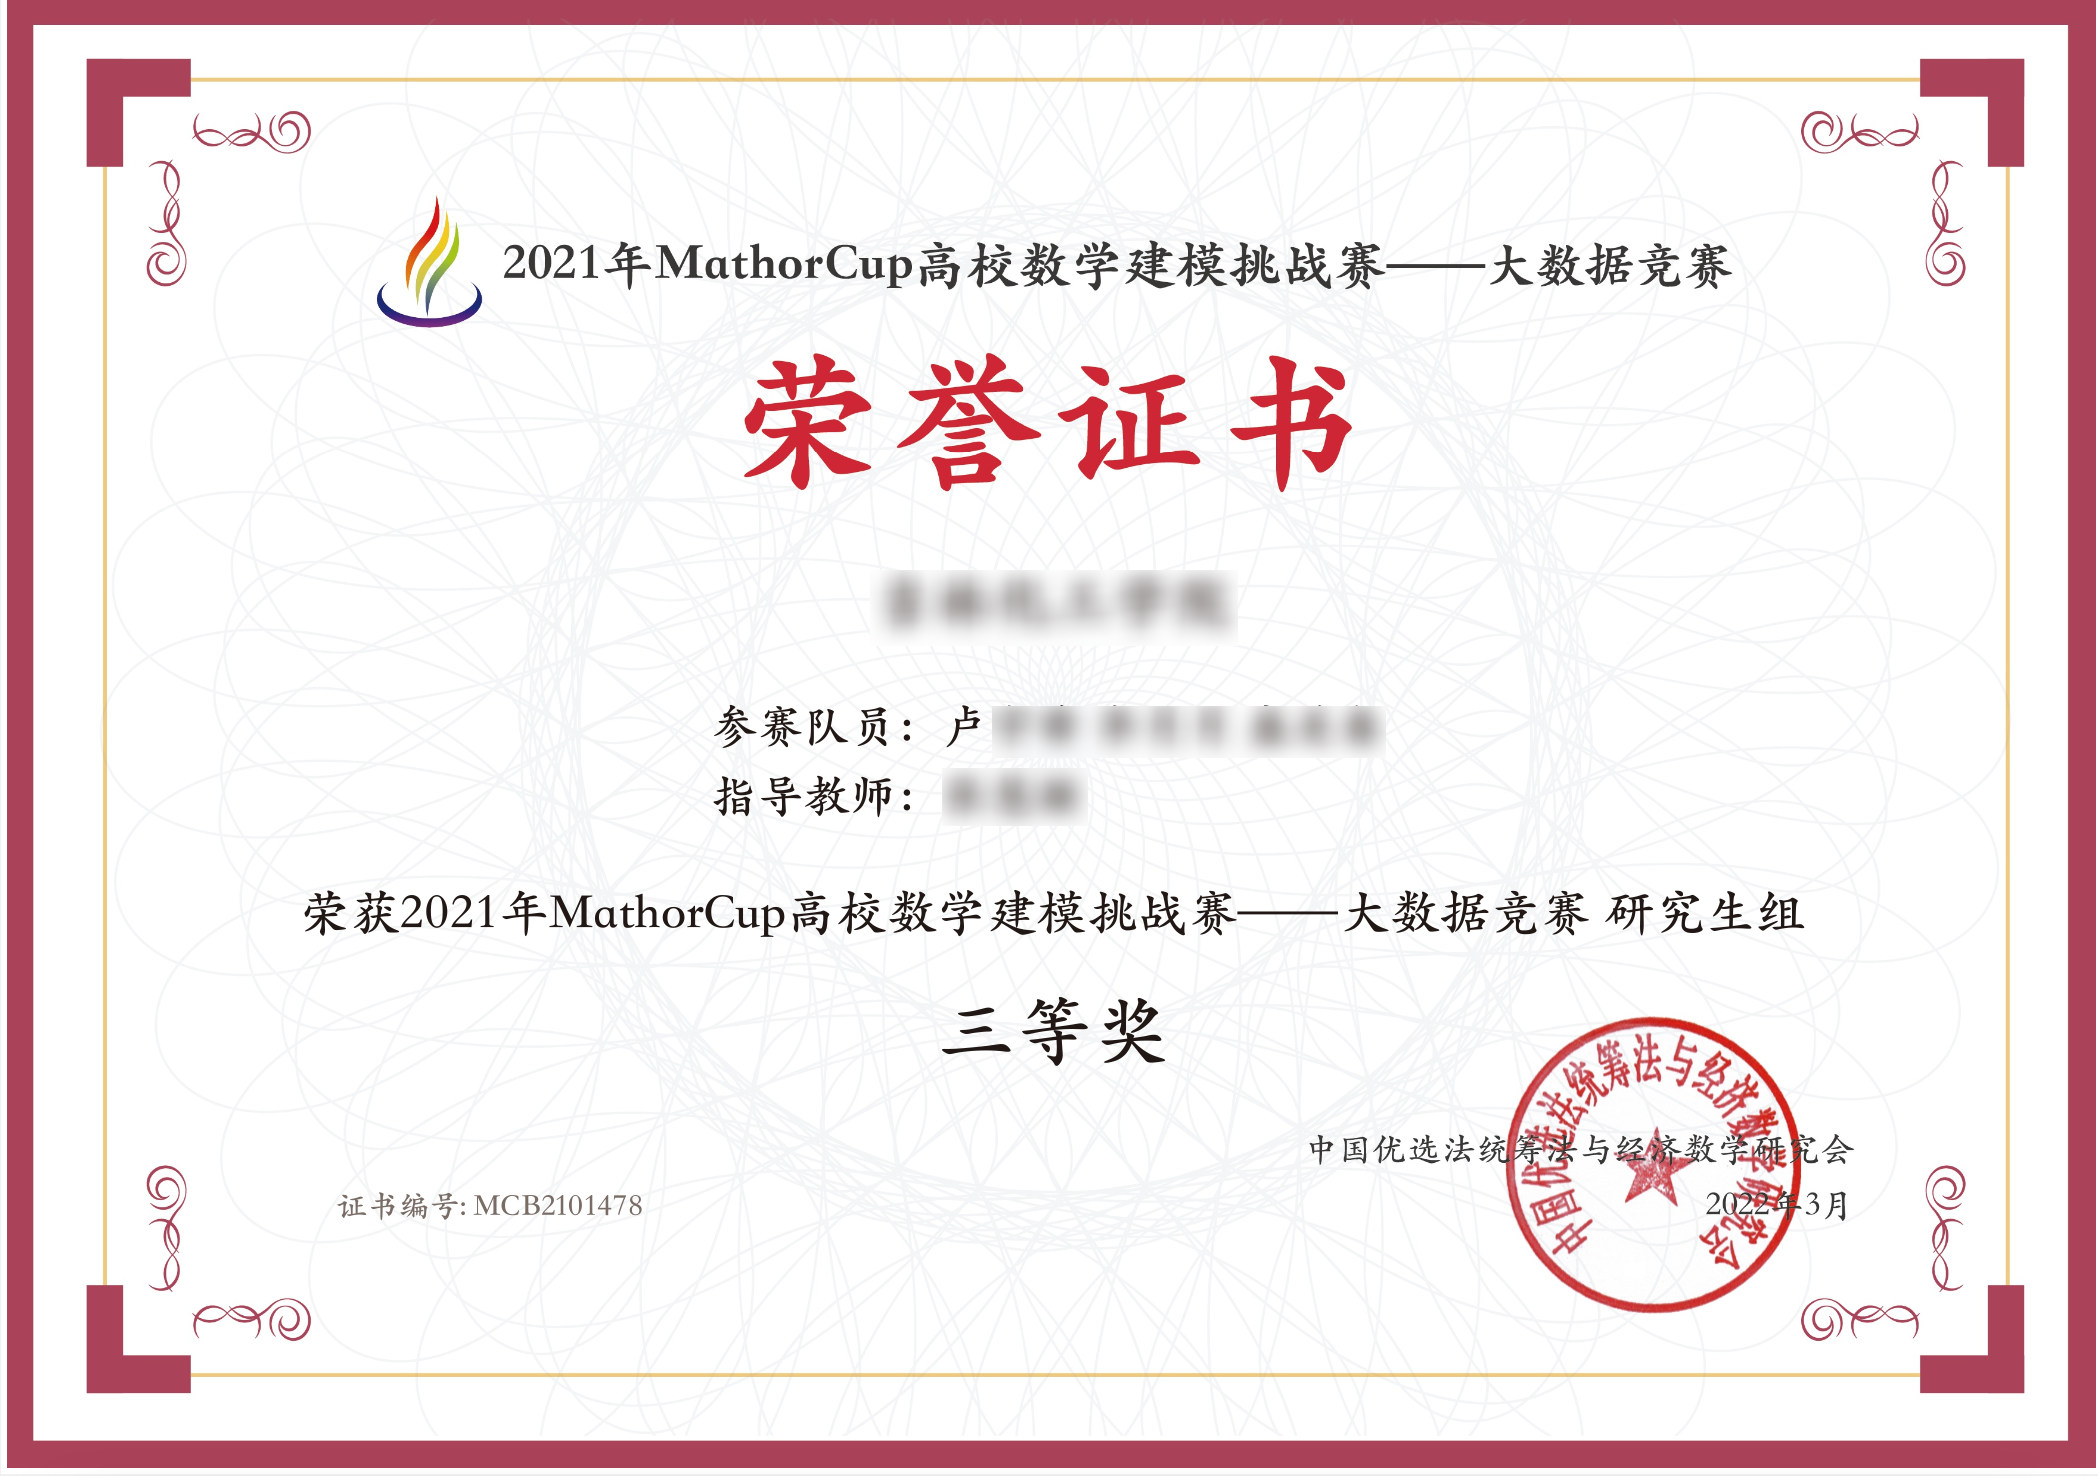 2021年MathorCup高校数学建模挑战赛——大数据竞赛
荣誉证书
参赛队员：卢
指导教师：
荣获2021年MathorCup高校数学建模挑战赛——大数据竞赛 研究生组
三等奖
中国优选法统筹法与经济数学研究会
中国优选法统筹法与经济数学研究会
证书编号: MCB2101478
2022年3月